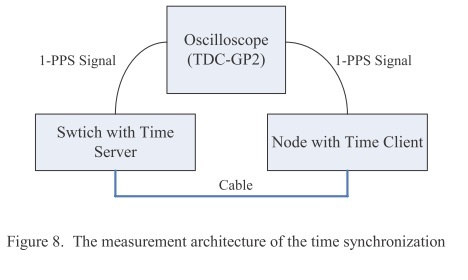 Oscilloscope
(TDC-GP2)
1-PPS Signal
1-PPS Signal
Swtich with Time
Server
Node with Time Client
Cable
Figure 8. The measurement architecture of the time synchronization